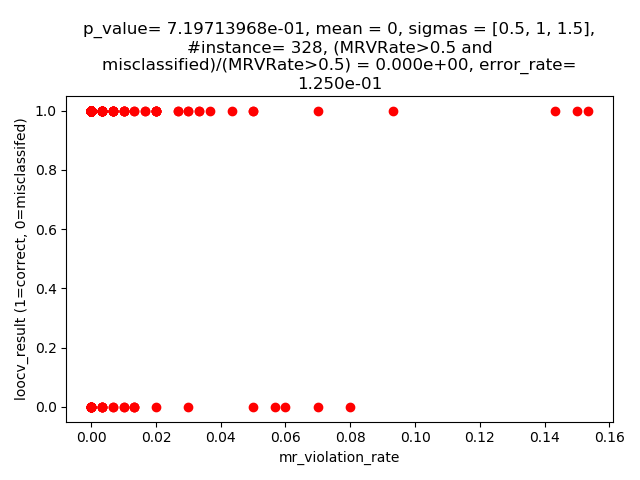 p_value= 7.19713968e-01, mean = 0, sigmas = [0.5, 1, 1.5],
#instance= 328, (MRVRate>0.5 and
misclassified)/(MRVRate>0.5) = 0.000e+00, error_rate=
1.250e-01
loocv_result (1=correct, 0=misclassifed)
1.0
0.8
0.6
0.4
0.2
0.0
0.00 0.02 0.04 0.06 0.08 0.10 0.12 0.14 0.16
mr_violation_rate